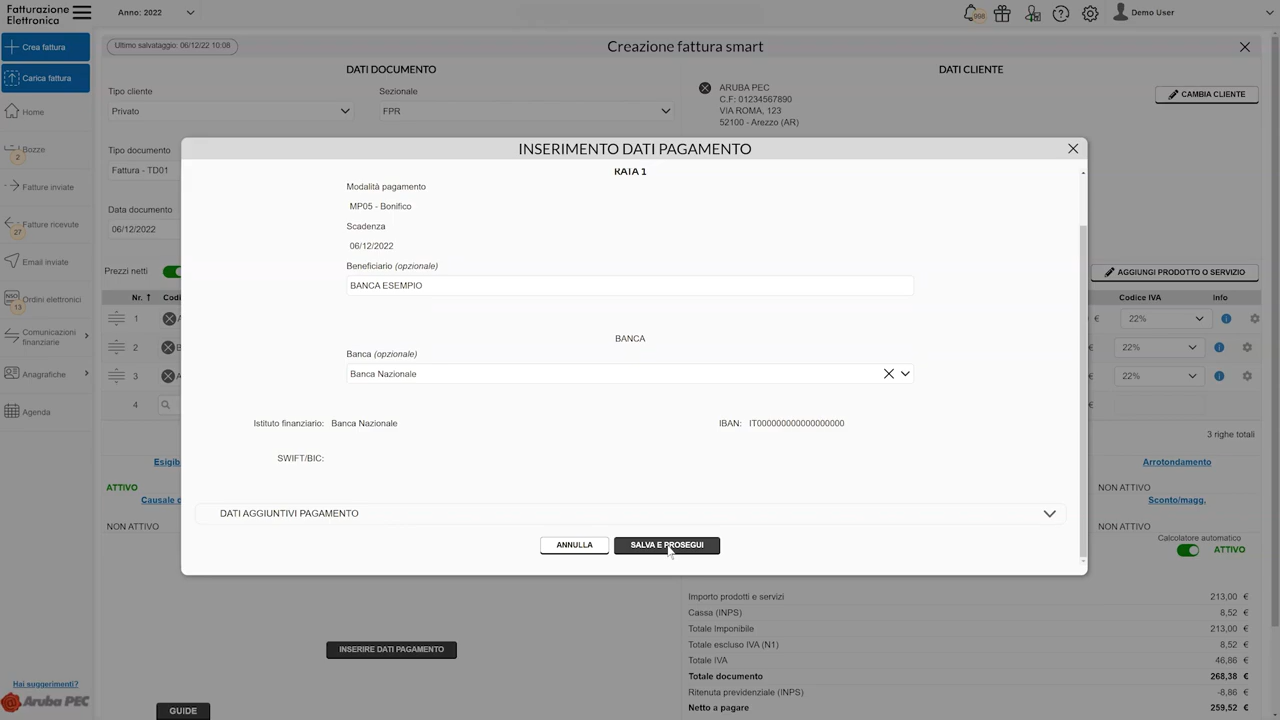 Fatturazione
Elettronica
Anno: 2022
998
Demo User
Crea fattura
Carica fattura
Home
Bozze
2
Fatture inviate
Fatture ricevute
27
Email inviate
NSO
Ordini elettronici
13
Comunicazioni
finanziarie
Anagrafiche
Agenda
Hai suggerimenti?
Aruba PEC
Ultimo salvataggio: 06/12/22 10:08
Creazione fattura smart
DATI DOCUMENTO
DATI CLIENTE
Tipo cliente
Privato
Sezionale
FPR
ARUBA PEC
C.F: 01234567890
VIA ROMA, 123
52100 - Arezzo (AR)
CAMBIA CLIENTE
Tipo documento
Fattura - TD01
Data documento
06/12/2022
Prezzi netti
AGGIUNGI PRODOTTO O SERVIZIO
Nr.
Codi
Codice IVA
Info
1
€
22%
2
22%
3
22%
4
€
3 righe totali
Esigib
ATTIVO
Causale c
NON ATTIVO
Arrotondamento
NON ATTIVO
Sconto/magg.
NON ATTIVO
Calcolatore automatico
ATTIVO
INSERIMENTO DATI PAGAMENTO
RATA 1
Modalità pagamento
MP05 - Bonifico
Scadenza
06/12/2022
Beneficiario (opzionale)
BANCA ESEMPIO
BANCA
Banca (opzionale)
Banca Nazionale
Istituto finanziario: Banca Nazionale
IBAN: IT000000000000000000
SWIFT/BIC:
DATI AGGIUNTIVI PAGAMENTO
ANNULLA
SALVA E PROSEGUI
INSERIRE DATI PAGAMENTO
GUIDE
Importo prodotti e servizi 213,00 €
Cassa (INPS) 8,52 €
Totale Imponibile 213,00 €
Totale escluso IVA (N1) 8,52 €
Totale IVA 46,86 €
Totale documento 268,38 €
Ritenuta previdenziale (INPS) -8,86 €
Netto a pagare 259,52 €